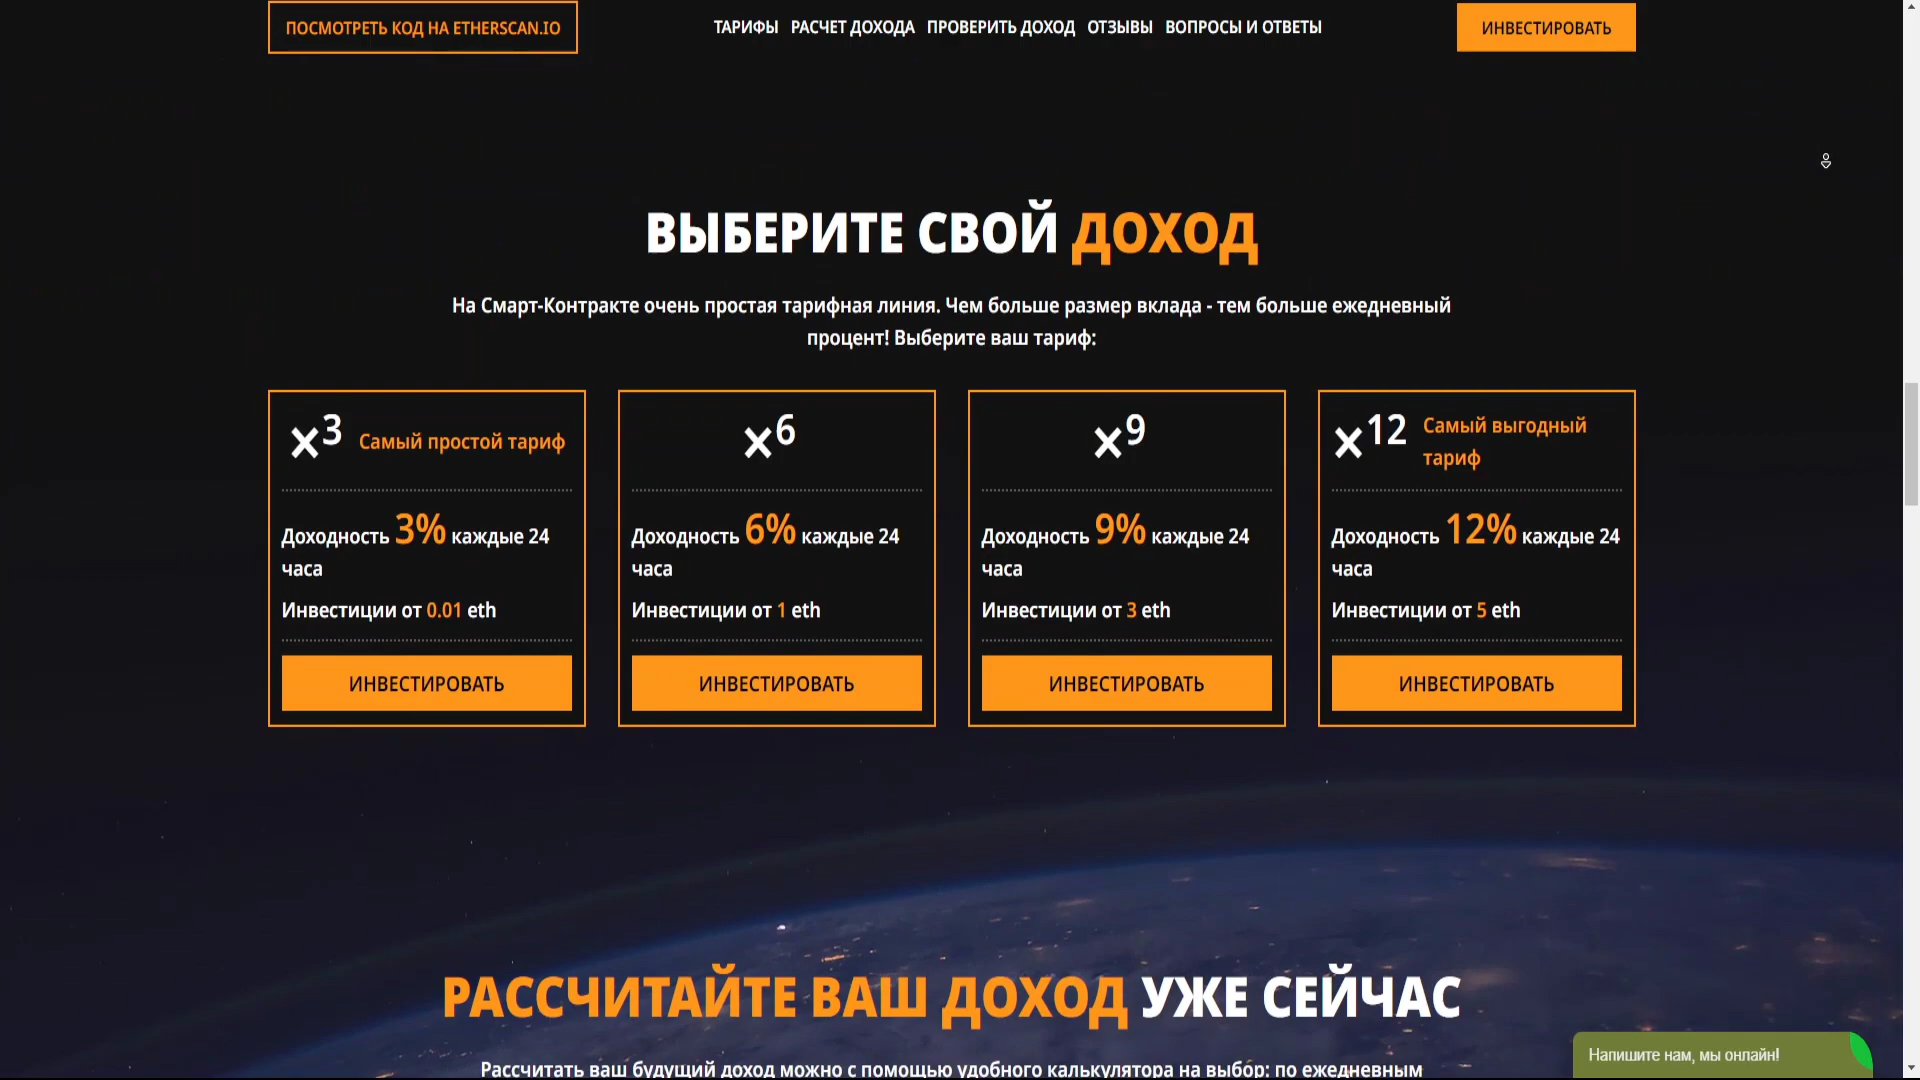 ПОСМОТРЕТЬ КОД НА ETHERSCAN.IO
ТАРИФЫ РАСЧЕТ ДОХОДА ПРОВЕРИТЬ ДОХОД ОТЗЫВЫ ВОПРОСЫ И ОТВЕТЫ
ИНВЕСТИРОВАТЬ
ВЫБЕРИТЕ СВОЙ ДОХОД
На Смарт-Контракте очень простая тарифная линия. Чем больше размер вклада - тем больше ежедневный
процент! Выберите ваш тариф:
×3 Самый простой тариф
Доходность 3% каждые 24
часа
Инвестиции от 0.01 eth
ИНВЕСТИРОВАТЬ
×6
Доходность 6% каждые 24
часа
Инвестиции от 1 eth
ИНВЕСТИРОВАТЬ
×9
Доходность 9% каждые 24
часа
Инвестиции от 3 eth
ИНВЕСТИРОВАТЬ
×12 Самый выгодный
тариф
Доходность 12% каждые 24
часа
Инвестиции от 5 eth
ИНВЕСТИРОВАТЬ
РАССЧИТАЙТЕ ВАШ ДОХОД УЖЕ СЕЙЧАС
Рассчитать ваш будущий доход можно с помощью удобного калькулятора на выбор: по ежедневным
Напишите нам, мы онлайн!